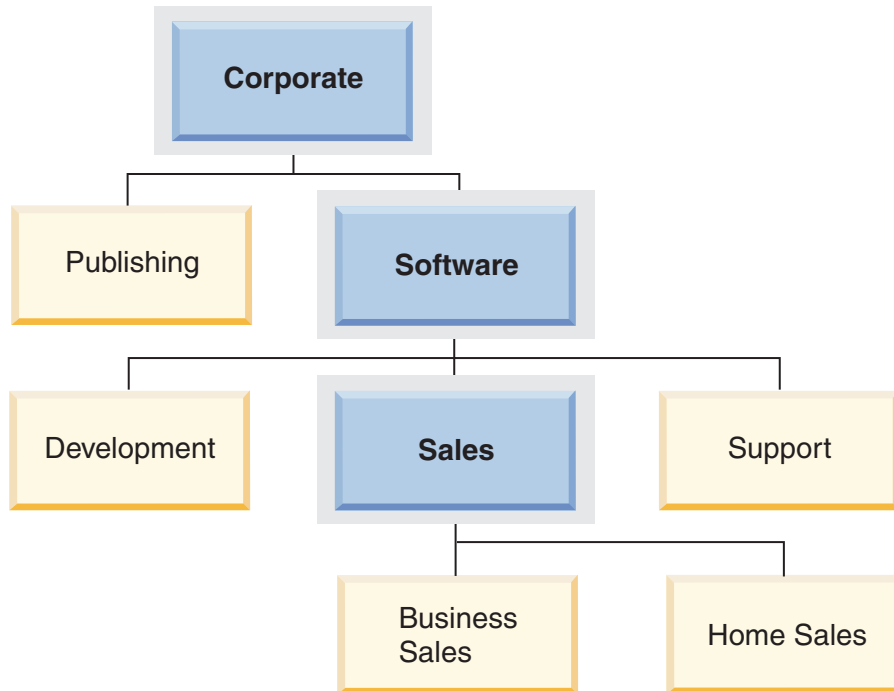 Corporate
Publishing
Software
Development
Sales
Support
Business
Sales
Home Sales